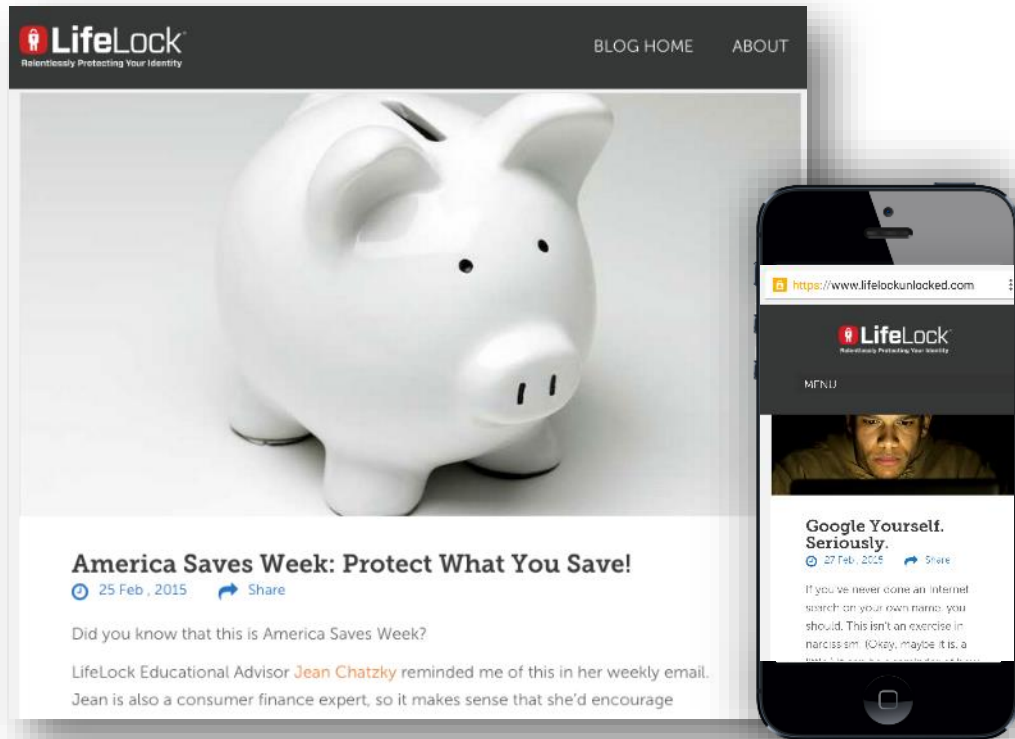 LifeLock
Relentlessly Protecting Your Identity
BLOG HOME
ABOUT
America Saves Week: Protect What You Save!
25 Feb , 2015
Share
Did you know that this is America Saves Week?
LifeLock Educational Advisor Jean Chatzky reminded me of this in her weekly email.
Jean is also a consumer finance expert, so it makes sense that she'd encourage
https://www.lifelockunlocked.com
LifeLock
Relentlessly Protecting Your Identity
MENU
Google Yourself.
Seriously.
27 Feb , 2015
Share
If you've never done an Internet
search on your own name, you
should. This isn't an exercise in
narcissism. (Okay, maybe it is, a